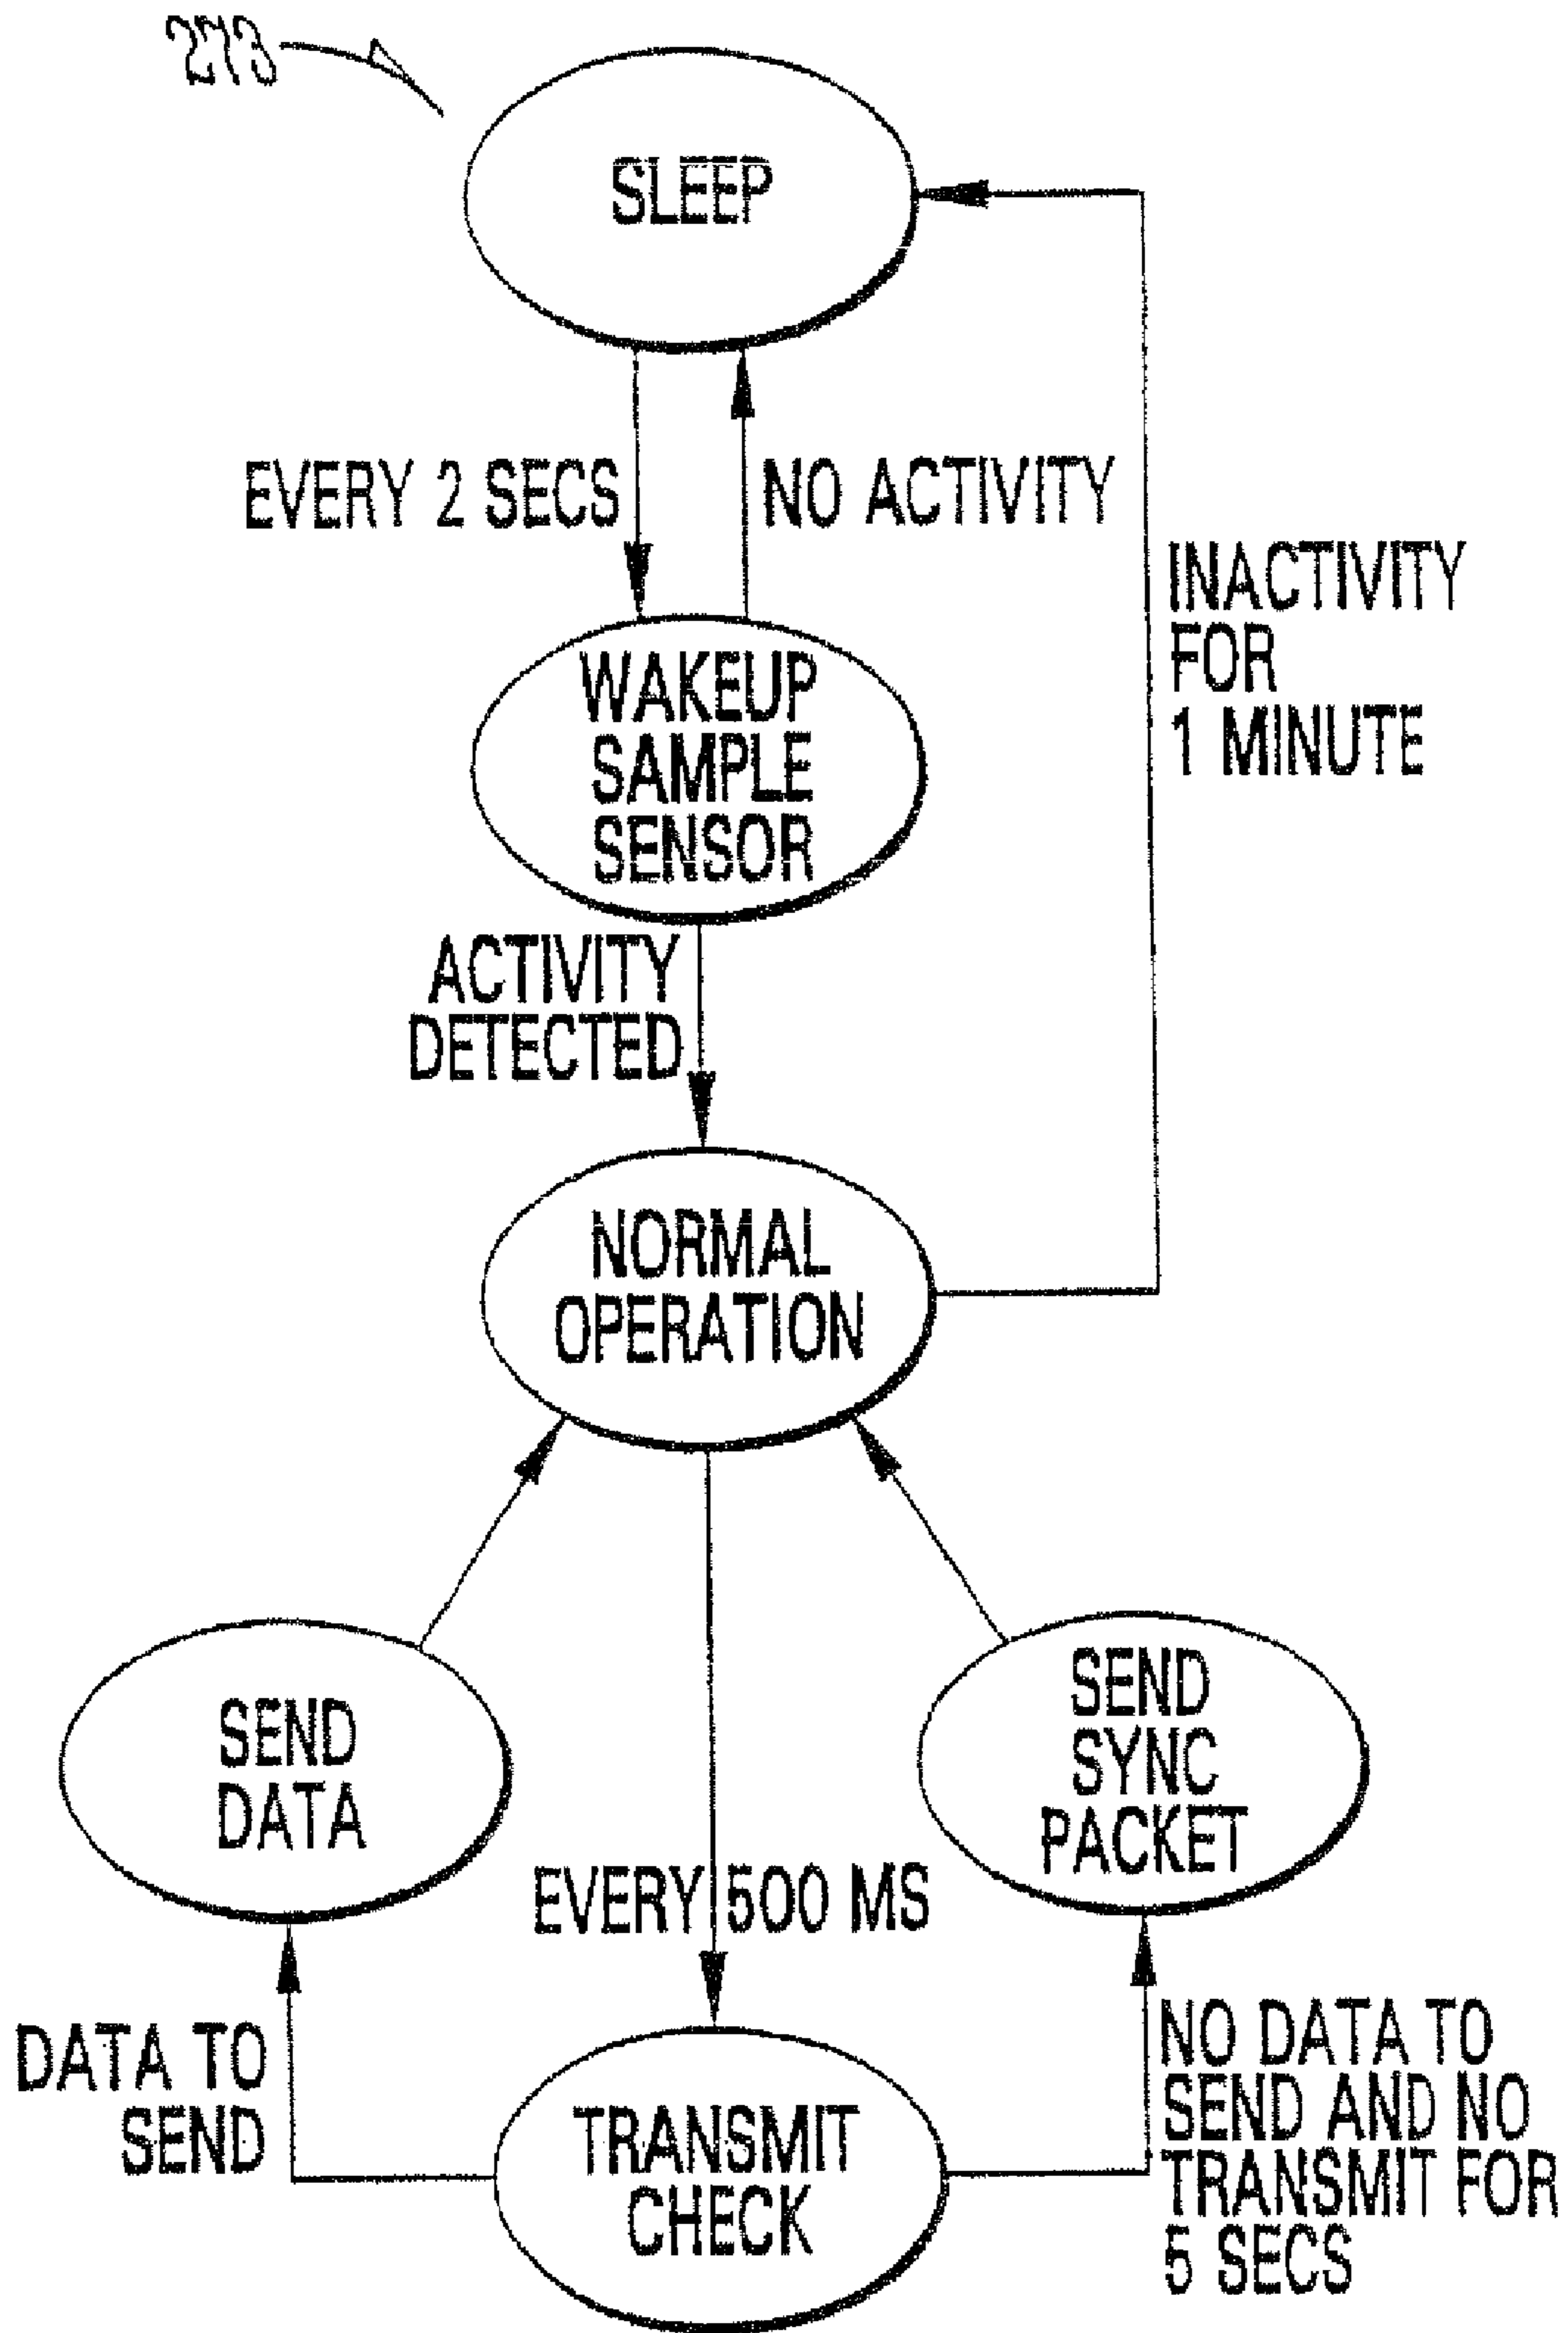 273
SLEEP
EVERY 2 SECS
NO ACTIVITY
INACTIVITY
FOR
1 MINUTE
WAKEUP
SAMPLE
SENSOR
ACTIVITY
DETECTED
NORMAL
OPERATION
SEND
DATA
SEND
SYNC
PACKET
EVERY 500 MS
DATA TO
SEND
NO DATA TO
SEND AND NO
TRANSMIT FOR
5 SECS
TRANSMIT
CHECK